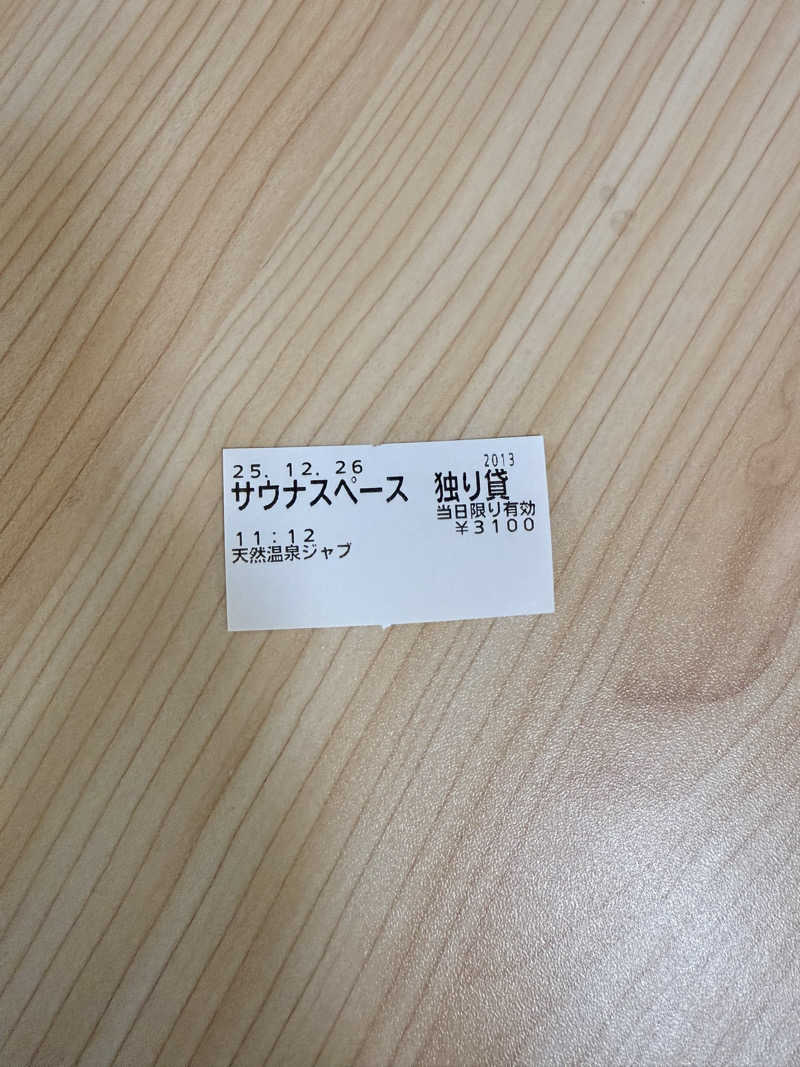 25.12.26
2013
サウナスペース 独り貸
当日限り有効
11:12
¥3100
天然温泉ジャブ